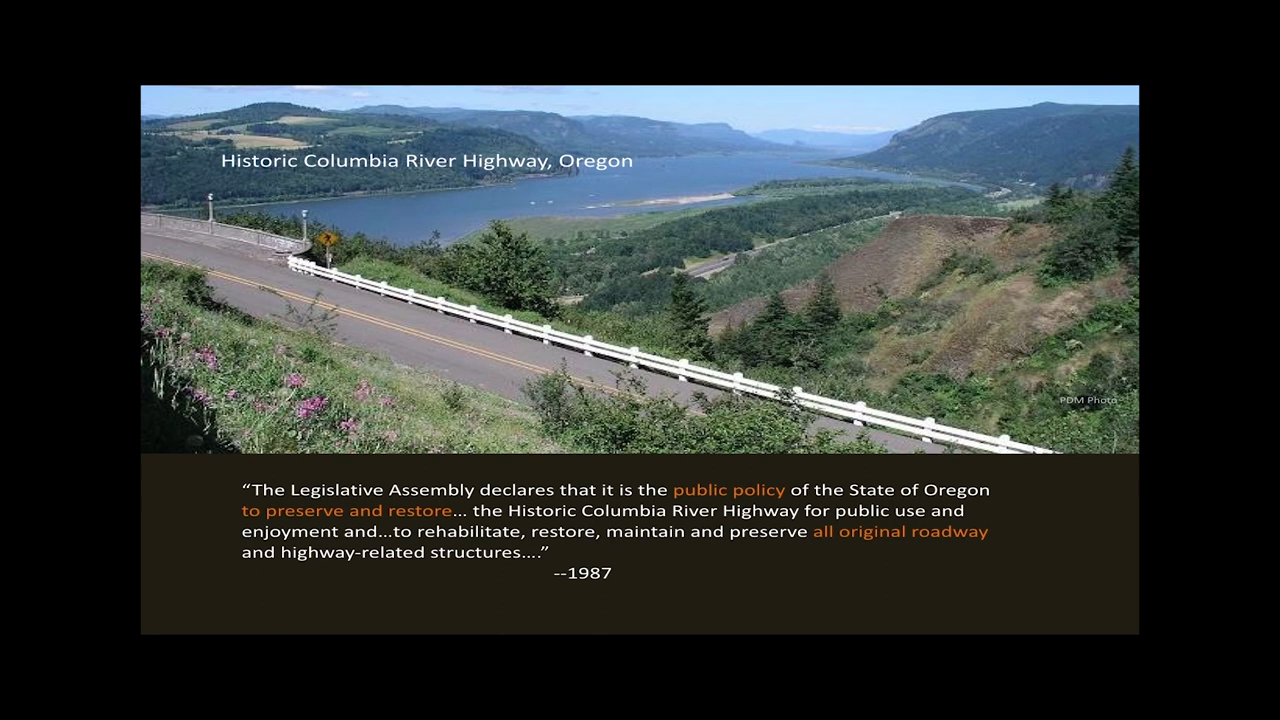 Historic Columbia River Highway, Oregon
PDM Photo
“The Legislative Assembly declares that it is the public policy of the State of Oregon
to preserve and restore… the Historic Columbia River Highway for public use and
enjoyment and…to rehabilitate, restore, maintain and preserve all original roadway
and highway-related structures….”
--1987